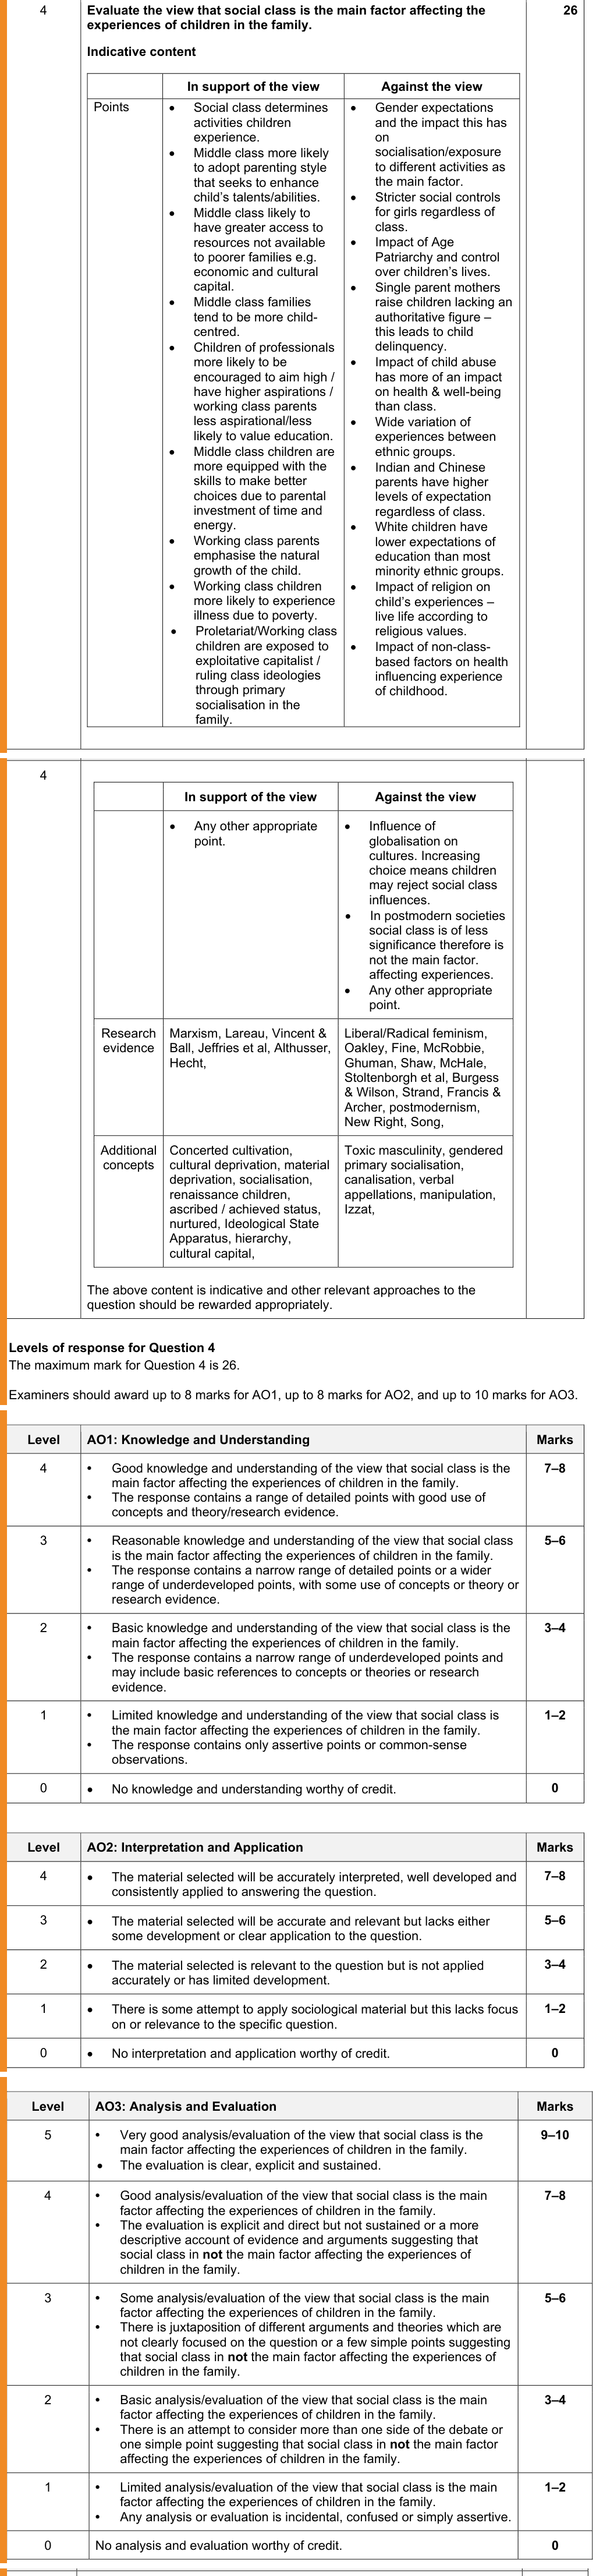 4
Evaluate the view that social class is the main factor affecting the
experiences of children in the family.
26
Indicative content
In support of the view
Against the view
Points
• Social class determines
activities children
experience.
• Middle class more likely
to adopt parenting style
that seeks to enhance
child's talents/abilities.
• Middle class likely to
have greater access to
resources not available
to poorer families e.g.
economic and cultural
capital.
• Middle class families
tend to be more child-
centred.
• Children of professionals
more likely to be
encouraged to aim high /
have higher aspirations /
working class parents
less aspirational/less
likely to value education.
• Middle class children are
more equipped with the
skills to make better
choices due to parental
investment of time and
energy.
• Working class parents
emphasise the natural
growth of the child.
• Working class children
more likely to experience
illness due to poverty.
• Proletariat/Working class
children are exposed to
exploitative capitalist /
ruling class ideologies
through primary
socialisation in the
family.
• Gender expectations
and the impact this has
on
socialisation/exposure
to different activities as
the main factor.
• Stricter social controls
for girls regardless of
class.
• Impact of Age
Patriarchy and control
over children's lives.
• Single parent mothers
raise children lacking an
authoritative figure –
this leads to child
delinquency.
• Impact of child abuse
has more of an impact
on health & well-being
than class.
• Wide variation of
experiences between
ethnic groups.
• Indian and Chinese
parents have higher
levels of expectation
regardless of class.
• White children have
lower expectations of
education than most
minority ethnic groups.
• Impact of religion on
child's experiences –
live life according to
religious values.
• Impact of non-class-
based factors on health
influencing experience
of childhood.
4
In support of the view
Against the view
• Any other appropriate
point.
• Influence of
globalisation on
cultures. Increasing
choice means children
may reject social class
influences.
• In postmodern societies
social class is of less
significance therefore is
not the main factor.
affecting experiences.
• Any other appropriate
point.
Research
evidence
Marxism, Lareau, Vincent &
Ball, Jeffries et al, Althusser,
Hecht,
Liberal/Radical feminism,
Oakley, Fine, McRobbie,
Ghuman, Shaw, McHale,
Stoltenborgh et al, Burgess
& Wilson, Strand, Francis &
Archer, postmodernism,
New Right, Song,
Additional
concepts
Concerted cultivation,
cultural deprivation, material
deprivation, socialisation,
renaissance children,
ascribed / achieved status,
nurtured, Ideological State
Apparatus, hierarchy,
cultural capital,
Toxic masculinity, gendered
primary socialisation,
canalisation, verbal
appellations, manipulation,
Izzat,
The above content is indicative and other relevant approaches to the
question should be rewarded appropriately.
Levels of response for Question 4
The maximum mark for Question 4 is 26.
Examiners should award up to 8 marks for AO1, up to 8 marks for AO2, and up to 10 marks for AO3.
Level
AO1: Knowledge and Understanding
Marks
4
• Good knowledge and understanding of the view that social class is the
main factor affecting the experiences of children in the family.
• The response contains a range of detailed points with good use of
concepts and theory/research evidence.
7–8
3
• Reasonable knowledge and understanding of the view that social class
is the main factor affecting the experiences of children in the family.
• The response contains a narrow range of detailed points or a wider
range of underdeveloped points, with some use of concepts or theory or
research evidence.
5–6
2
• Basic knowledge and understanding of the view that social class is the
main factor affecting the experiences of children in the family.
• The response contains a narrow range of underdeveloped points and
may include basic references to concepts or theories or research
evidence.
3–4
1
• Limited knowledge and understanding of the view that social class is
the main factor affecting the experiences of children in the family.
• The response contains only assertive points or common-sense
observations.
1–2
0
• No knowledge and understanding worthy of credit.
0
Level
AO2: Interpretation and Application
Marks
4
• The material selected will be accurately interpreted, well developed and
consistently applied to answering the question.
7–8
3
• The material selected will be accurate and relevant but lacks either
some development or clear application to the question.
5–6
2
• The material selected is relevant to the question but is not applied
accurately or has limited development.
3–4
1
• There is some attempt to apply sociological material but this lacks focus
on or relevance to the specific question.
1–2
0
• No interpretation and application worthy of credit.
0
Level
AO3: Analysis and Evaluation
Marks
5
• Very good analysis/evaluation of the view that social class is the
main factor affecting the experiences of children in the family.
• The evaluation is clear, explicit and sustained.
9–10
4
• Good analysis/evaluation of the view that social class is the main
factor affecting the experiences of children in the family.
• The evaluation is explicit and direct but not sustained or a more
descriptive account of evidence and arguments suggesting that
social class in not the main factor affecting the experiences of
children in the family.
7–8
3
• Some analysis/evaluation of the view that social class is the main
factor affecting the experiences of children in the family.
• There is juxtaposition of different arguments and theories which are
not clearly focused on the question or a few simple points suggesting
that social class in not the main factor affecting the experiences of
children in the family.
5–6
2
• Basic analysis/evaluation of the view that social class is the main
factor affecting the experiences of children in the family.
• There is an attempt to consider more than one side of the debate or
one simple point suggesting that social class in not the main factor
affecting the experiences of children in the family.
3–4
1
• Limited analysis/evaluation of the view that social class is the main
factor affecting the experiences of children in the family.
• Any analysis or evaluation is incidental, confused or simply assertive.
1–2
0
No analysis and evaluation worthy of credit.
0